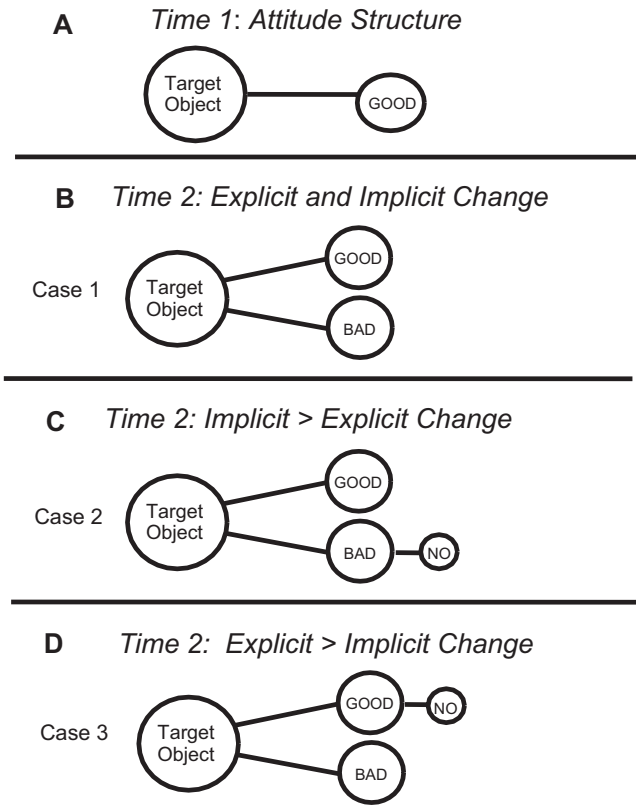 A Time 1: Attitude Structure
Target
Object
GOOD
B Time 2: Explicit and Implicit Change
Case 1
Target
Object
GOOD
BAD
C Time 2: Implicit > Explicit Change
Case 2
Target
Object
GOOD
BAD
NO
D Time 2: Explicit > Implicit Change
Case 3
Target
Object
GOOD
NO
BAD